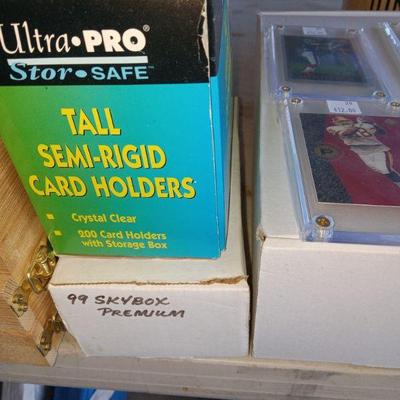 Ultra•PRO
Stor•SAFE™
TALL
SEMI-RIGID
CARD HOLDERS
Crystal Clear
200 Card Holders
with Storage Box
99 SKYBOX
PREMIUM